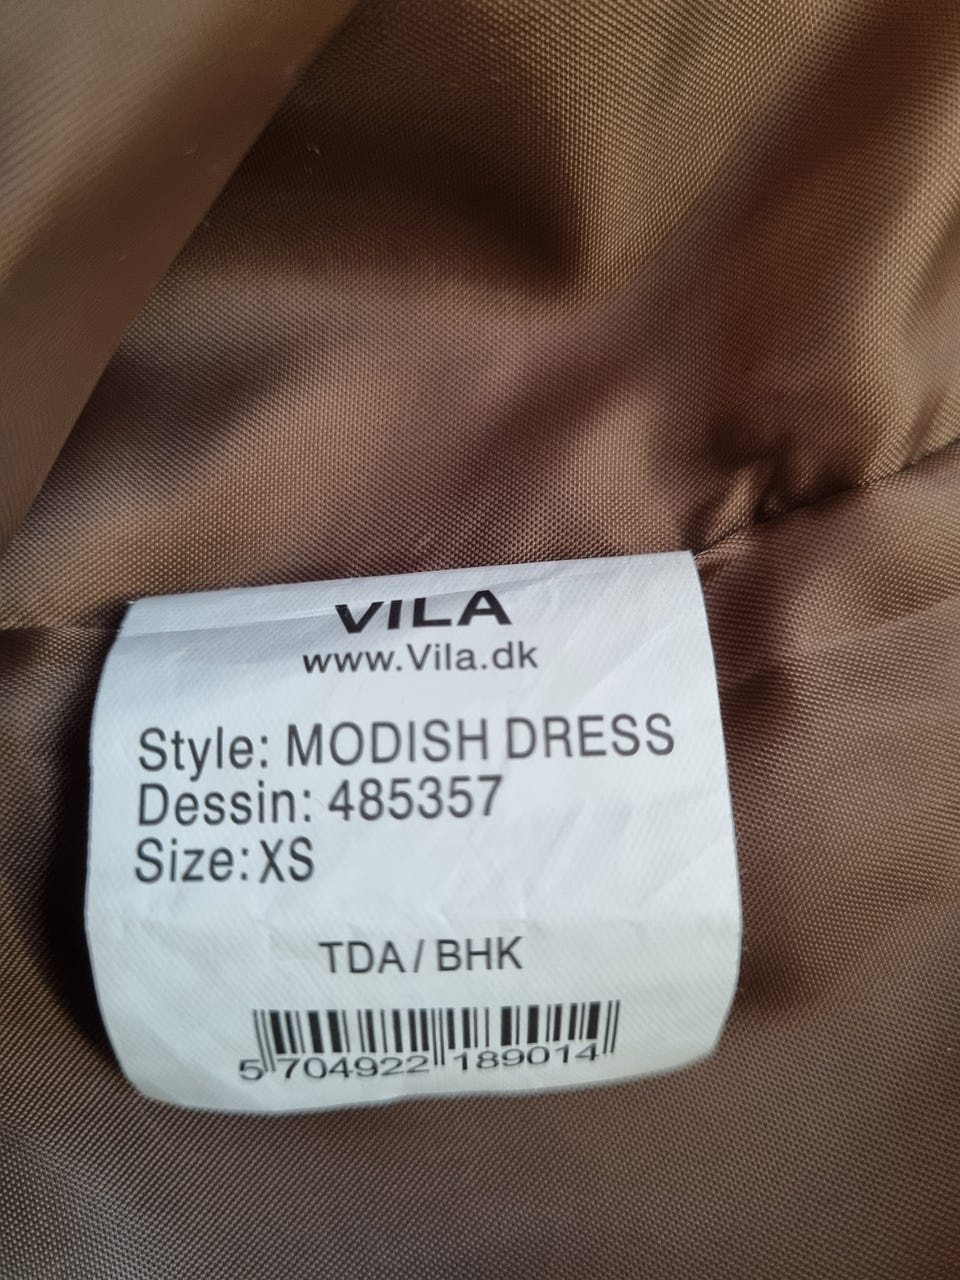 VILA
www.Vila.dk
Style: MODISH DRESS
Dessin: 485357
Size: XS
TDA / BHK
5 704922 189014